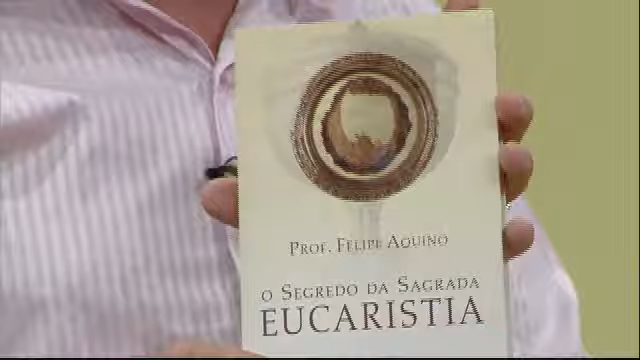 PROF. FELIPE AQUINO
O SEGREDO DA SAGRADA
EUCARISTIA